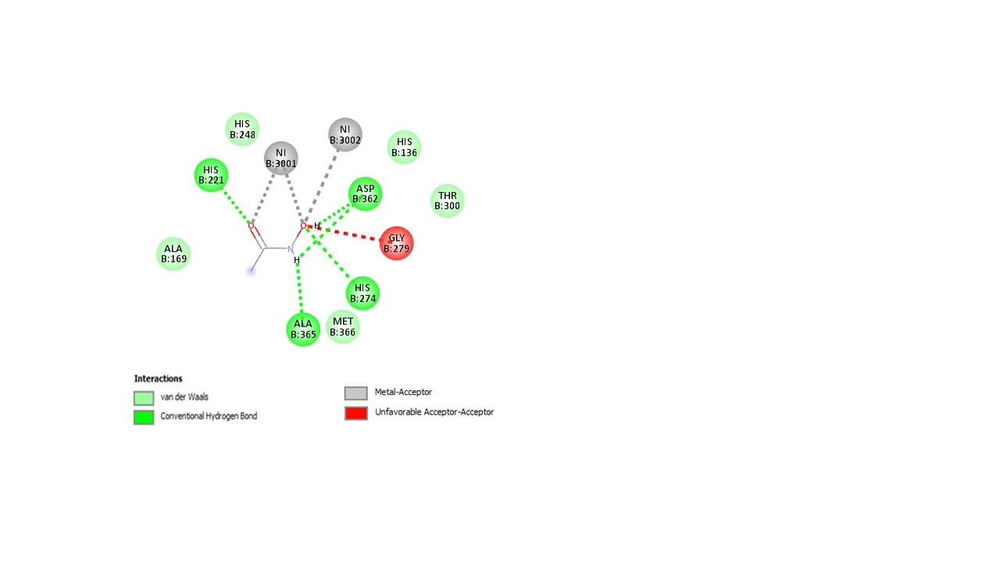 HIS
B:248
NI
B:3002
HIS
B:136
NI
B:3001
HIS
B:221
ASP
B:362
THR
B:300
O
O
H
GLY
B:279
ALA
B:169
N
H
HIS
B:274
ALA
B:365
MET
B:366
Interactions
van der Waals
Conventional Hydrogen Bond
Metal-Acceptor
Unfavorable Acceptor-Acceptor